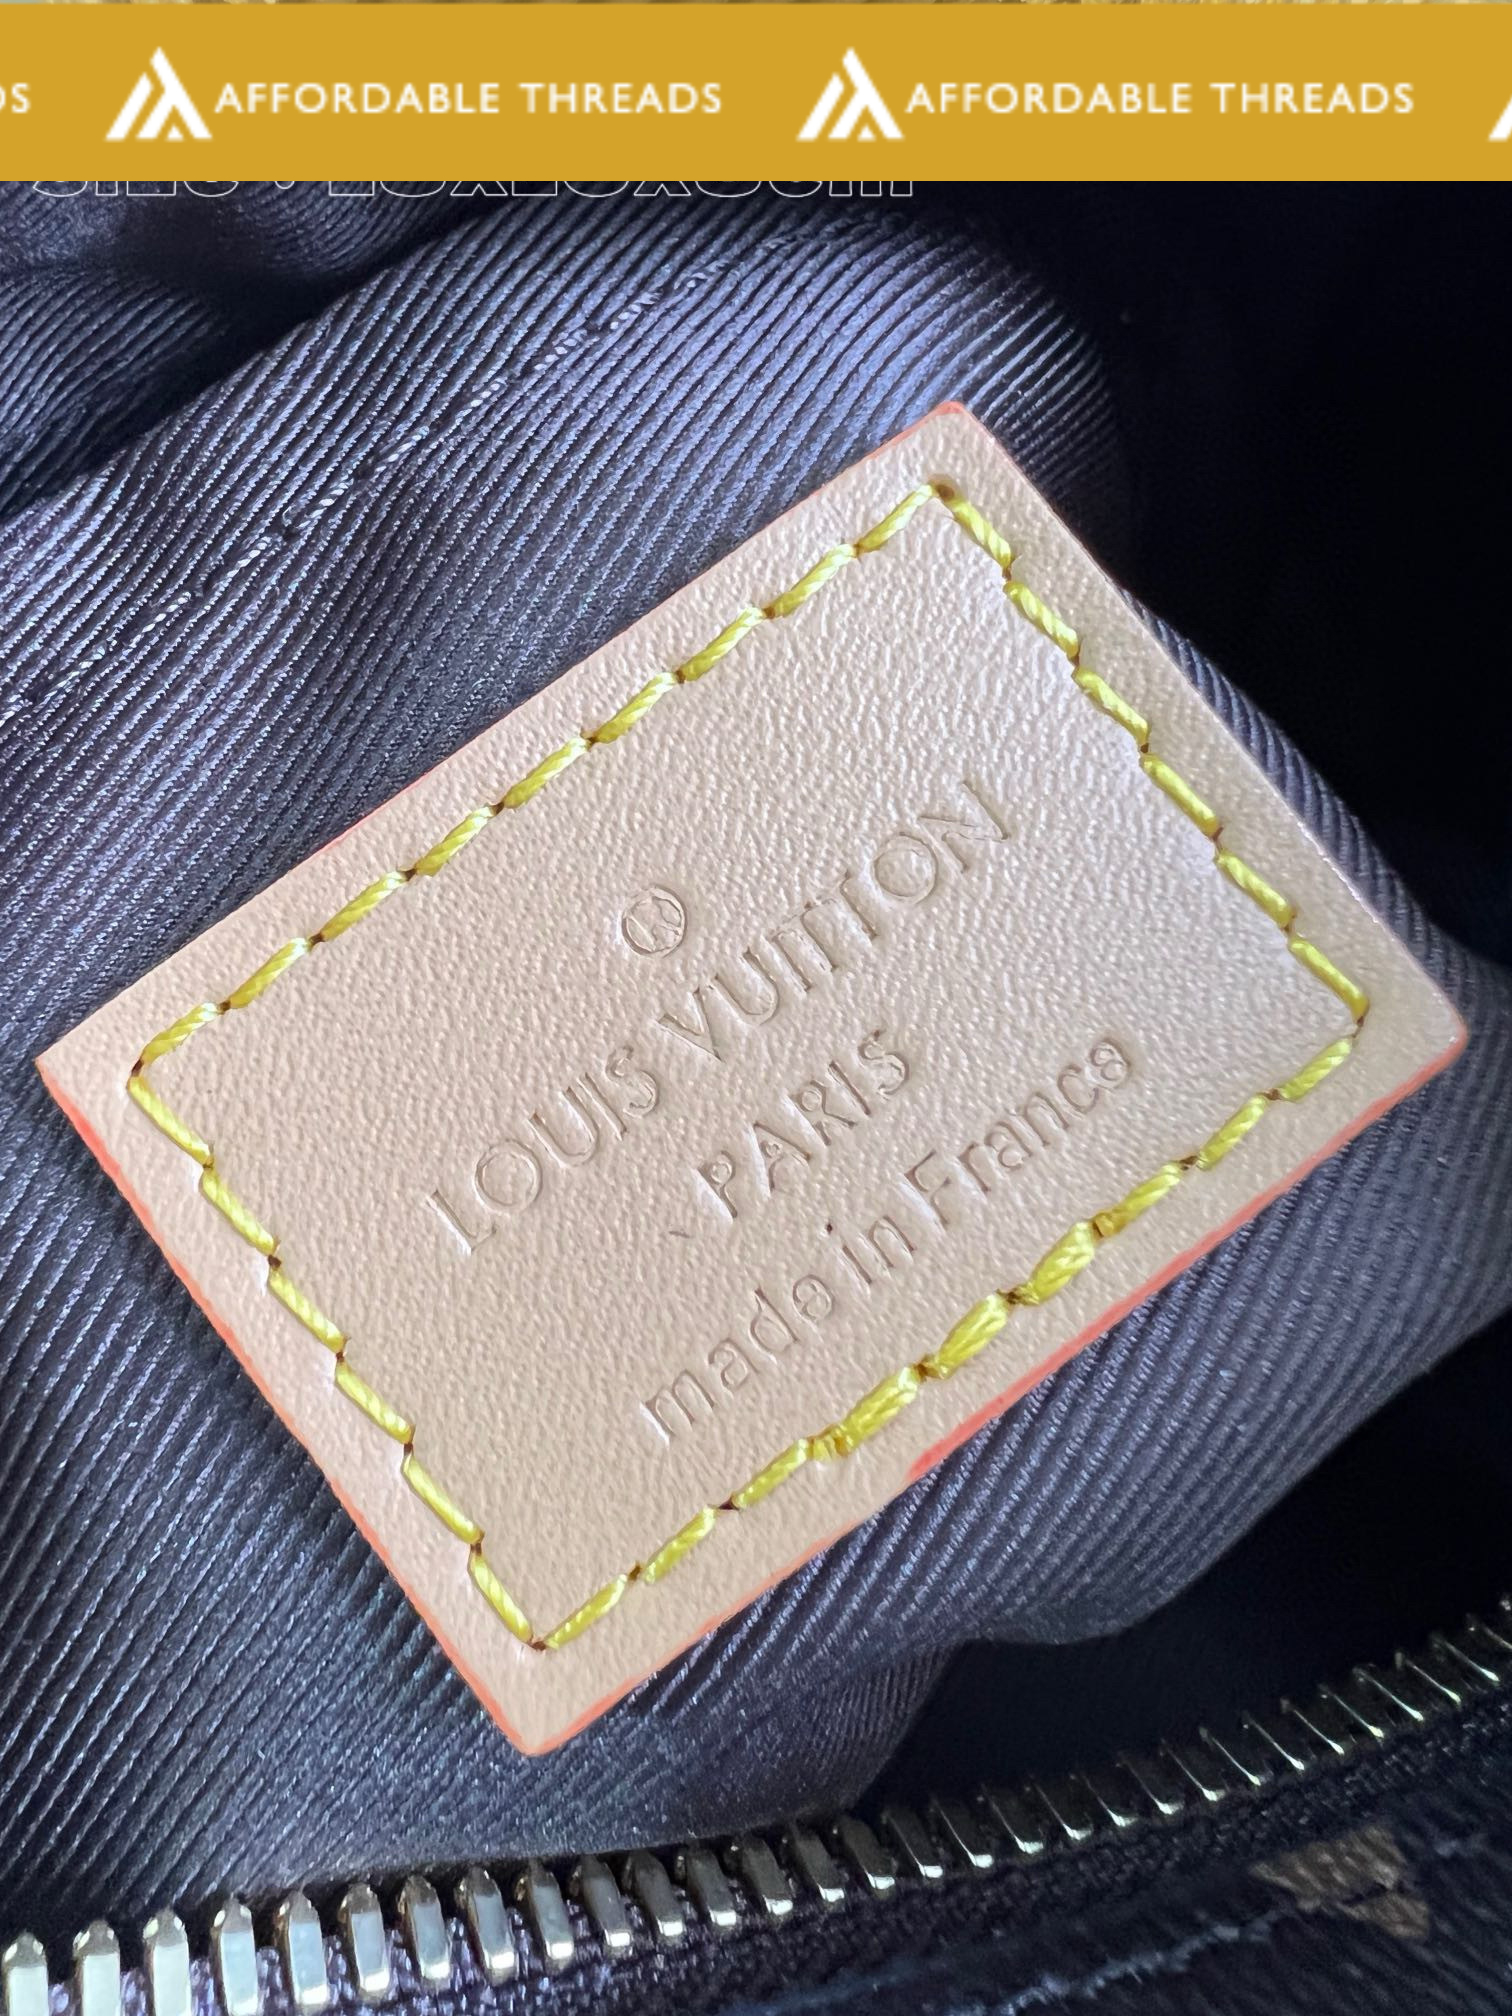 AFFORDABLE THREADS AFFORDABLE THREADS
®
LOUIS VUITTON
PARIS
made in France